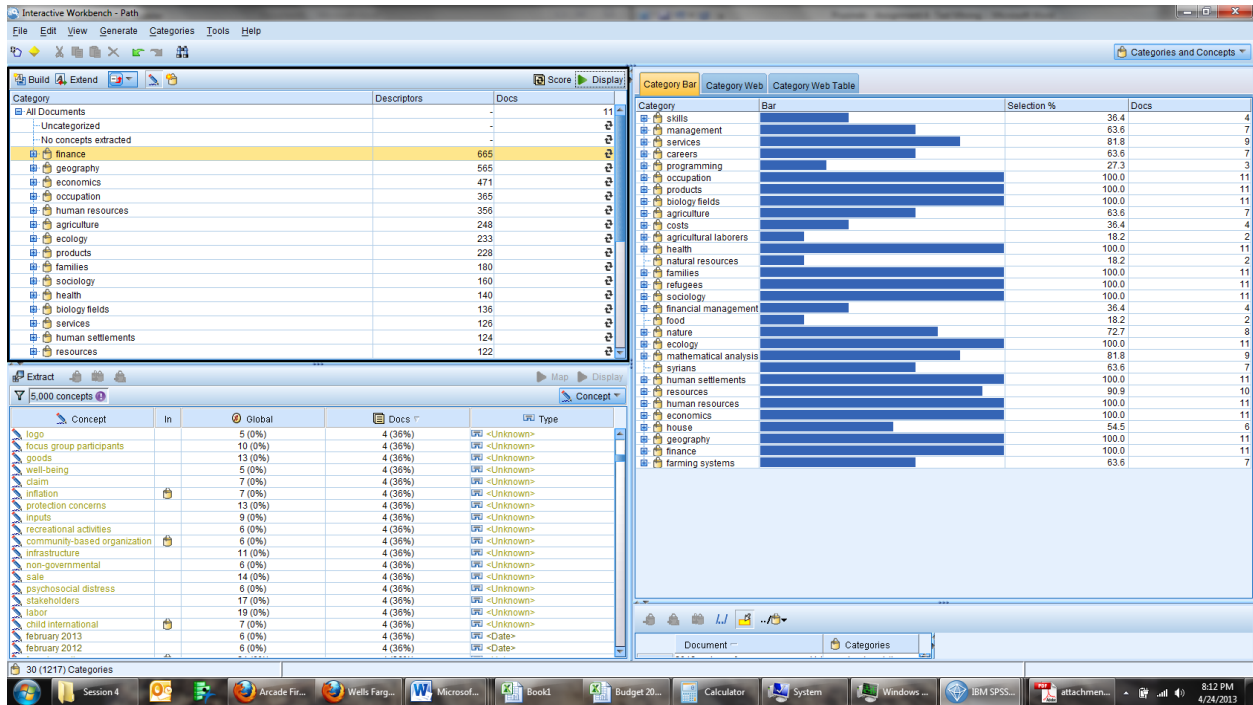 Interactive Workbench - Path
File Edit View Generate Categories Tools Help
Categories and Concepts
Build Extend Score Display
Category Descriptors Docs
All Documents - 11
Uncategorized -
No concepts extracted -
finance 665
geography 565
economics 471
occupation 365
human resources 356
agriculture 248
ecology 233
products 228
families 180
sociology 160
health 140
biology fields 136
services 126
human settlements 124
resources 122
Extract Map Display
5,000 concepts Concept
Concept In Global Docs Type
logo 5 (0%) 4 (36%) <Unknown>
focus group participants 10 (0%) 4 (36%) <Unknown>
goods 13 (0%) 4 (36%) <Unknown>
well-being 5 (0%) 4 (36%) <Unknown>
claim 7 (0%) 4 (36%) <Unknown>
inflation 7 (0%) 4 (36%) <Unknown>
protection concerns 13 (0%) 4 (36%) <Unknown>
inputs 9 (0%) 4 (36%) <Unknown>
recreational activities 6 (0%) 4 (36%) <Unknown>
community-based organization 6 (0%) 4 (36%) <Unknown>
infrastructure 11 (0%) 4 (36%) <Unknown>
non-governmental 6 (0%) 4 (36%) <Unknown>
sale 14 (0%) 4 (36%) <Unknown>
psychosocial distress 6 (0%) 4 (36%) <Unknown>
stakeholders 17 (0%) 4 (36%) <Unknown>
labor 19 (0%) 4 (36%) <Unknown>
child international 7 (0%) 4 (36%) <Unknown>
february 2013 6 (0%) 4 (36%) <Date>
february 2012 6 (0%) 4 (36%) <Date>
Category Bar Category Web Category Web Table
Category Bar Selection % Docs
skills 36.4 4
management 63.6 7
services 81.8 9
careers 63.6 7
programming 27.3 3
occupation 100.0 11
products 100.0 11
biology fields 100.0 11
agriculture 63.6 7
costs 36.4 4
agricultural laborers 18.2 2
health 100.0 11
natural resources 18.2 2
families 100.0 11
refugees 100.0 11
sociology 100.0 11
financial management 36.4 4
food 18.2 2
nature 72.7 8
ecology 100.0 11
mathematical analysis 81.8 9
syrians 63.6 7
human settlements 100.0 11
resources 90.9 10
human resources 100.0 11
economics 100.0 11
house 54.5 6
geography 100.0 11
finance 100.0 11
farming systems 63.6 7
Document Categories
30 (1217) Categories
Session 4 Arcade Fir... Wells Farg... Microsof... Book1 Budget 20... Calculator System Windows ... IBM SPSS... attachmen... 8:12 PM
4/24/2013